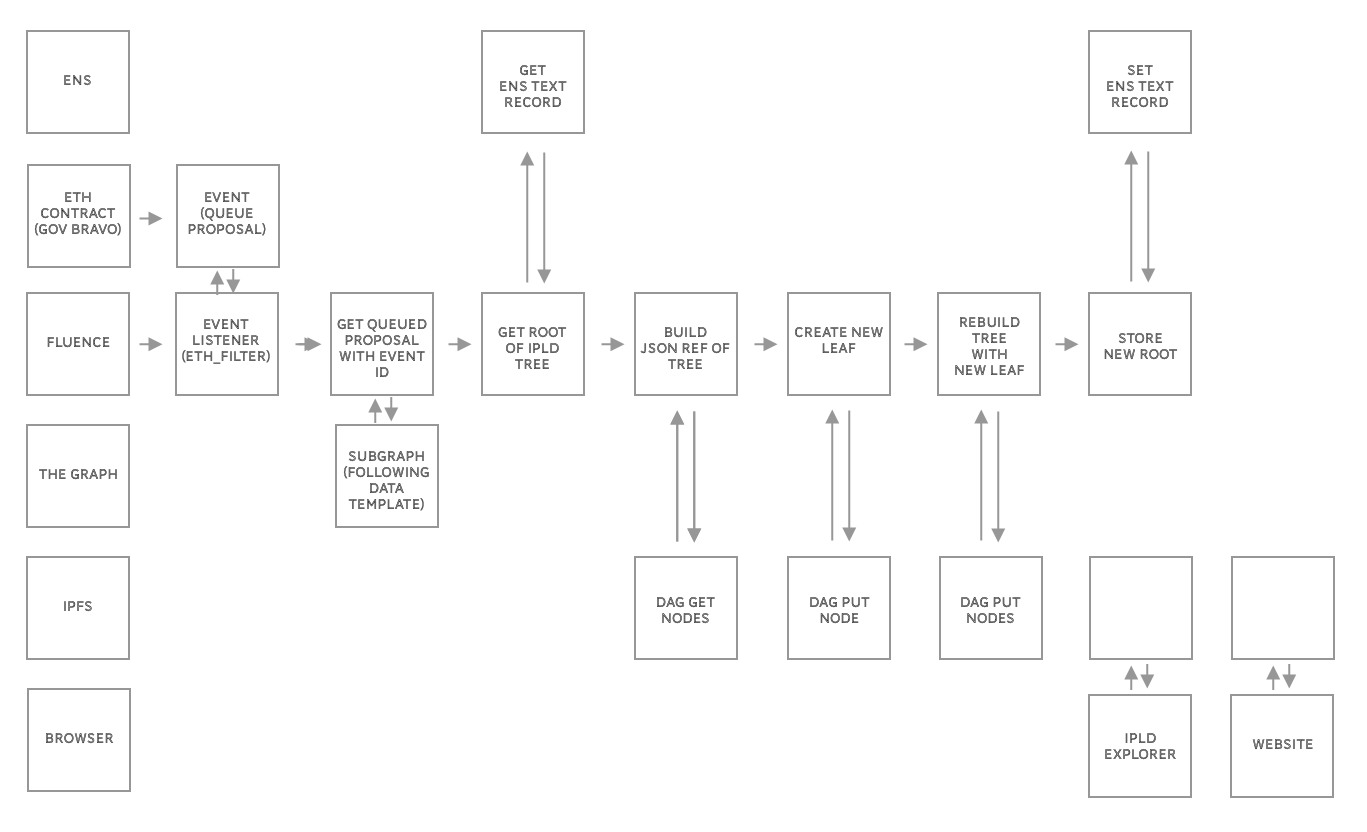 ENS
GET
ENS TEXT
RECORD
SET
ENS TEXT
RECORD
ETH
CONTRACT
(GOV BRAVO)
EVENT
(QUEUE
PROPOSAL)
FLUENCE
EVENT
LISTENER
(ETH_FILTER)
GET QUEUED
PROPOSAL
WITH EVENT
ID
GET ROOT
OF IPLD
TREE
BUILD
JSON REF OF
TREE
CREATE NEW
LEAF
REBUILD
TREE
WITH
NEW LEAF
STORE
NEW ROOT
THE GRAPH
SUBGRAPH
(FOLLOWING
DATA
TEMPLATE)
IPFS
DAG GET
NODES
DAG PUT
NODE
DAG PUT
NODES
BROWSER
IPLD
EXPLORER
WEBSITE